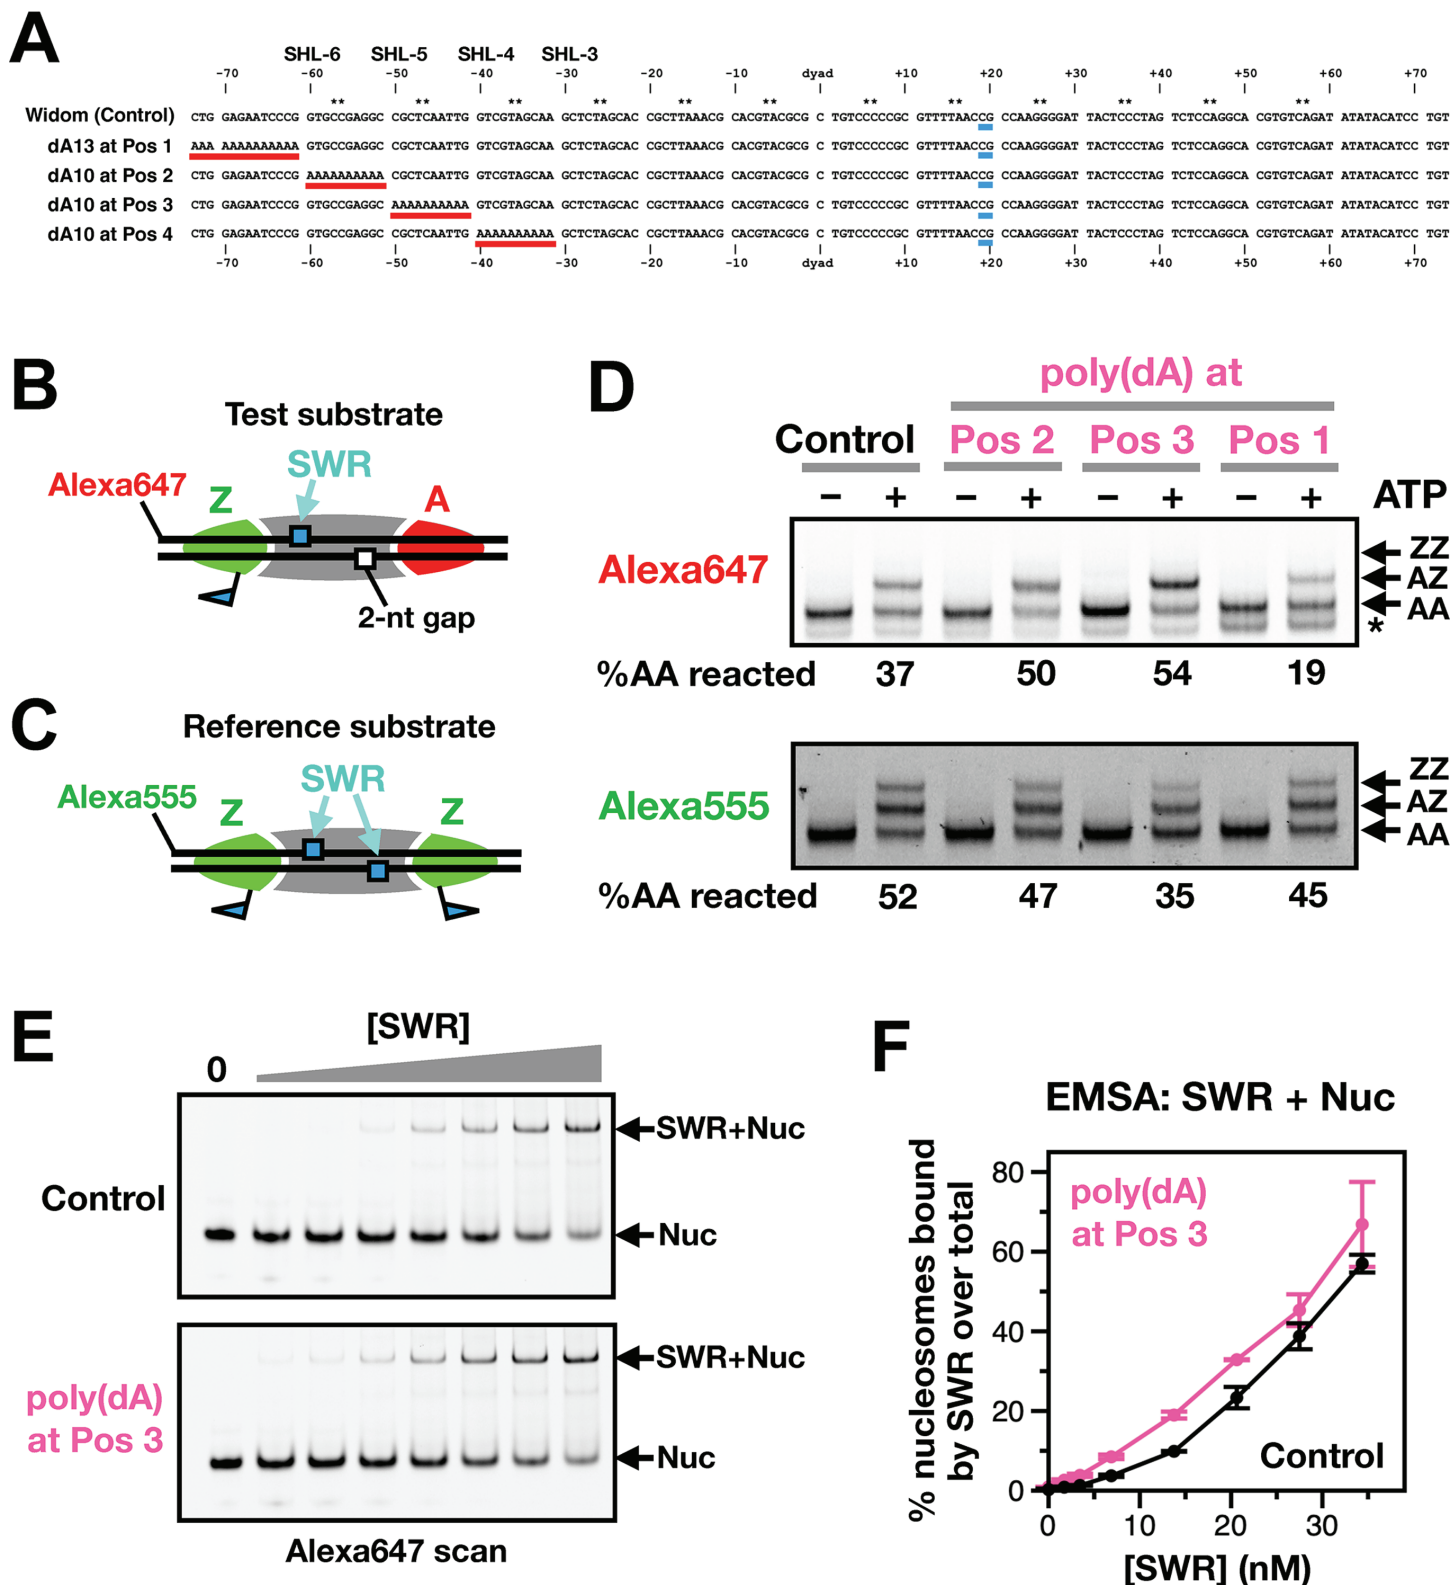 A
SHL-6 SHL-5 SHL-4 SHL-3
-70 -60 -50 -40 -30 -20 -10 dyad +10 +20 +30 +40 +50 +60 +70
** ** ** ** ** ** ** ** ** ** ** **
Widom (Control) CTG GAGAATCCCG GTGCCGAGGC CGCTCAATTG GTCGTAGCAA GCTCTAGCAC CGCTTAAACG CACGTACGCG C TGTCCCCCGC GTTTTAACCG CCAAGGGGAT TACTCCCTAG TCTCCAGGCA CGTGTCAGAT ATATACATCC TGT
dA13 at Pos 1 AAA AAAAAAAAAA GTGCCGAGGC CGCTCAATTG GTCGTAGCAA GCTCTAGCAC CGCTTAAACG CACGTACGCG C TGTCCCCCGC GTTTTAACCG CCAAGGGGAT TACTCCCTAG TCTCCAGGCA CGTGTCAGAT ATATACATCC TGT
dA10 at Pos 2 CTG GAGAATCCCG AAAAAAAAAA CGCTCAATTG GTCGTAGCAA GCTCTAGCAC CGCTTAAACG CACGTACGCG C TGTCCCCCGC GTTTTAACCG CCAAGGGGAT TACTCCCTAG TCTCCAGGCA CGTGTCAGAT ATATACATCC TGT
dA10 at Pos 3 CTG GAGAATCCCG GTGCCGAGGC AAAAAAAAAA GTCGTAGCAA GCTCTAGCAC CGCTTAAACG CACGTACGCG C TGTCCCCCGC GTTTTAACCG CCAAGGGGAT TACTCCCTAG TCTCCAGGCA CGTGTCAGAT ATATACATCC TGT
dA10 at Pos 4 CTG GAGAATCCCG GTGCCGAGGC CGCTCAATTG AAAAAAAAAA GCTCTAGCAC CGCTTAAACG CACGTACGCG C TGTCCCCCGC GTTTTAACCG CCAAGGGGAT TACTCCCTAG TCTCCAGGCA CGTGTCAGAT ATATACATCC TGT
-70 -60 -50 -40 -30 -20 -10 dyad +10 +20 +30 +40 +50 +60 +70
B
Test substrate
SWR
Alexa647
Z
A
2-nt gap
C
Reference substrate
SWR
Alexa555
Z
Z
D
poly(dA) at
Control Pos 2 Pos 3 Pos 1
− + − + − + − + ATP
Alexa647
ZZ
AZ
AA
*
%AA reacted 37 50 54 19
Alexa555
ZZ
AZ
AA
%AA reacted 52 47 35 45
E
[SWR]
0
Control
SWR+Nuc
Nuc
poly(dA)
at Pos 3
SWR+Nuc
Nuc
Alexa647 scan
F
EMSA: SWR + Nuc
% nucleosomes bound
by SWR over total
80
60
40
20
0
poly(dA)
at Pos 3
Control
0 10 20 30
[SWR] (nM)